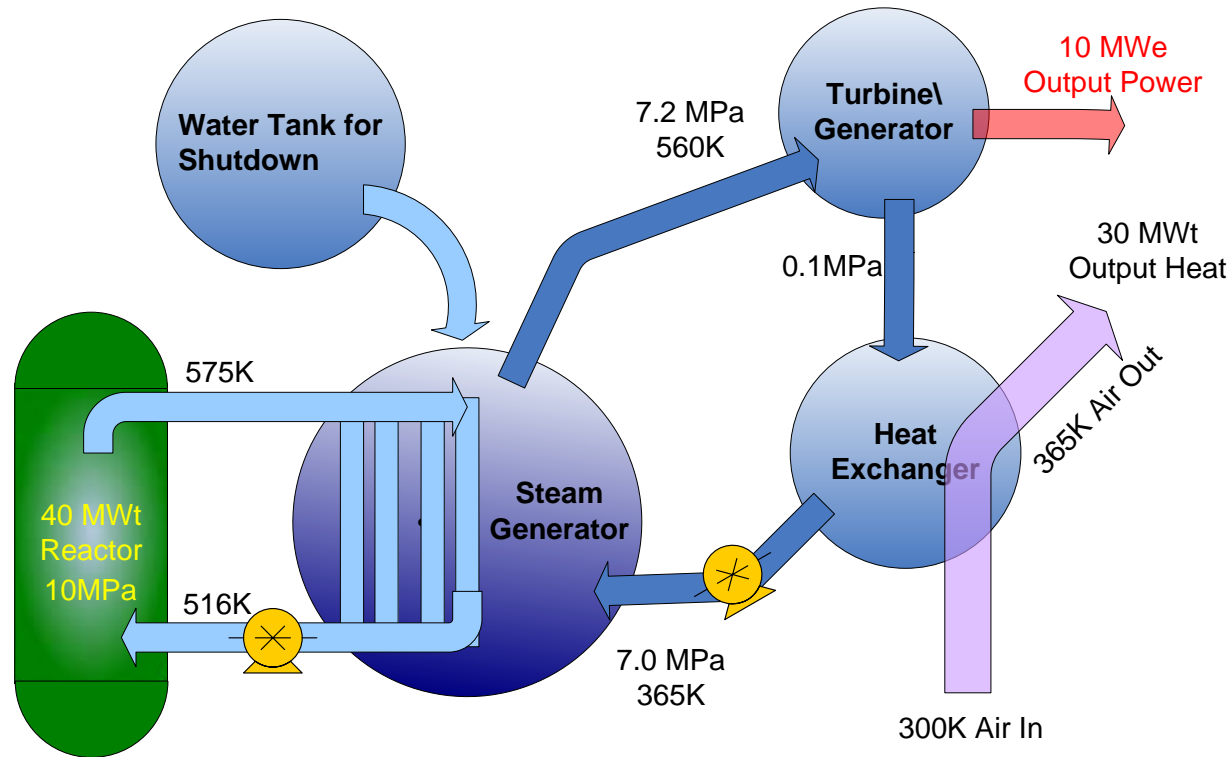 10 MWe
Output Power
Turbine\
Generator
7.2 MPa
560K
Water Tank for
Shutdown
30 MWt
Output Heat
0.1MPa
575K
365K Air Out
Heat
Exchanger
Steam
Generator
40 MWt
Reactor
10MPa
516K
7.0 MPa
365K
300K Air In